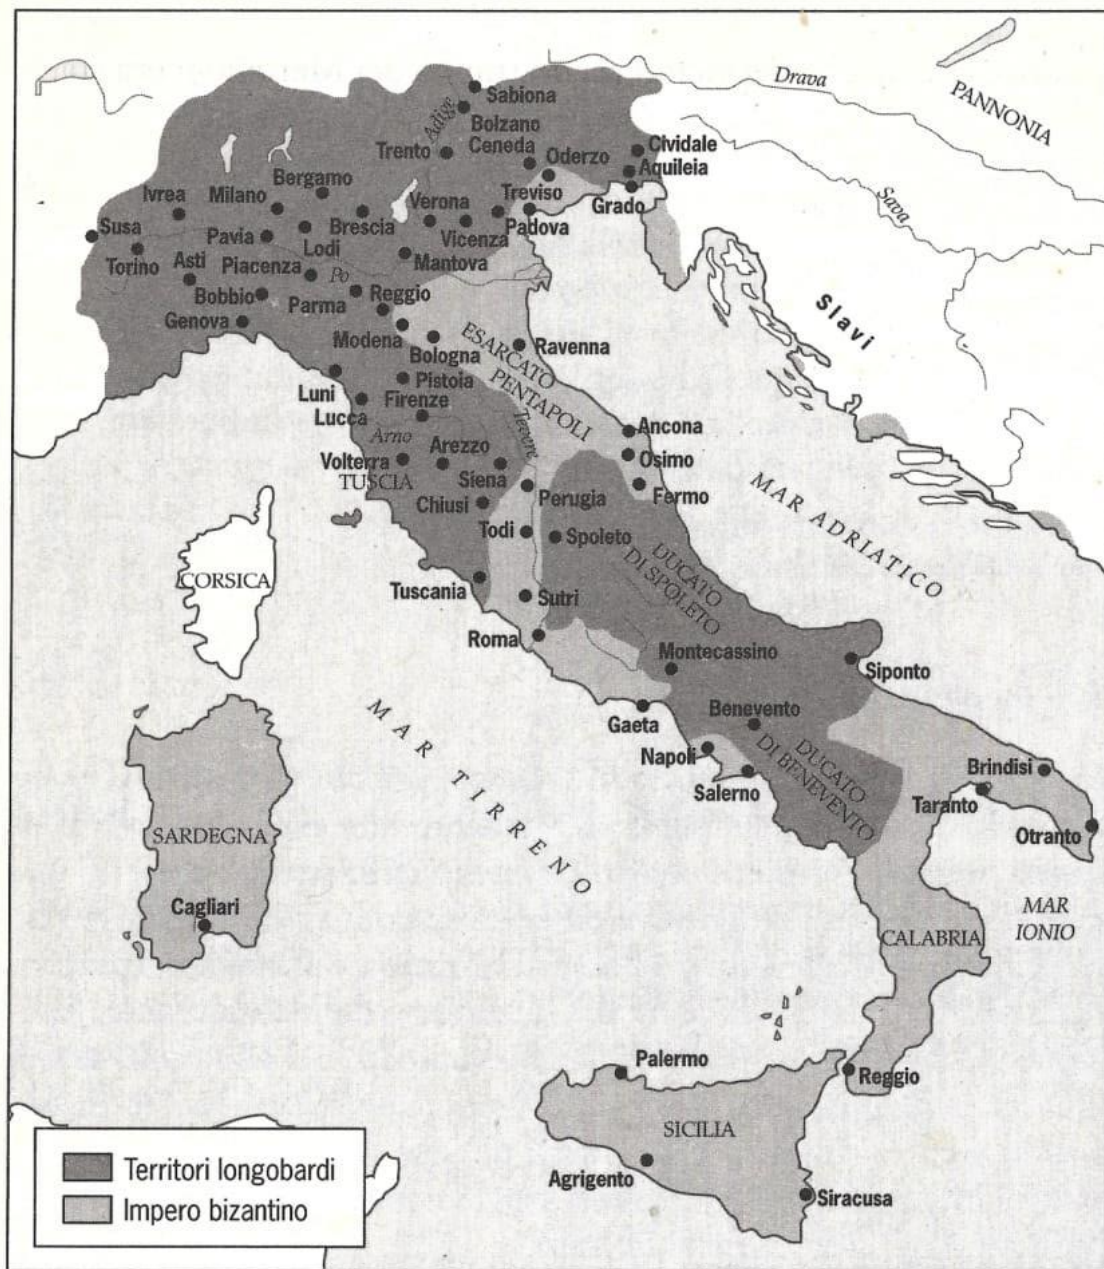 Drava
PANNONIA
Sabiona
Adige
Bolzano
Ceneda
Cividale
Trento
Oderzo
Aquileia
Bergamo
Ivrea
Milano
Verona
Treviso
Grado
Sava
Susa
Brescia
Padova
Pavia
Lodi
Vicenza
Torino
Asti
Piacenza
Mantova
Po
Bobbio
Parma
Reggio
Slavi
Genova
Modena
Bologna
ESARCATO
Ravenna
PENTAPOLI
Pistoia
Luni
Firenze
Lucca
Tevere
Ancona
Arno
Arezzo
Osimo
Volterra
TUSCIA
Siena
Chiusi
Perugia
Fermo
MAR ADRIATICO
Todi
Spoleto
DUCATO
DI SPOLETO
CORSICA
Tuscania
Sutri
Roma
Montecassino
Siponto
MAR TIRRENO
Gaeta
Benevento
DUCATO
DI BENEVENTO
Napoli
Salerno
Brindisi
Taranto
Otranto
SARDEGNA
Cagliari
MAR
IONIO
CALABRIA
Palermo
Reggio
SICILIA
Agrigento
Siracusa
Territori longobardi
Impero bizantino